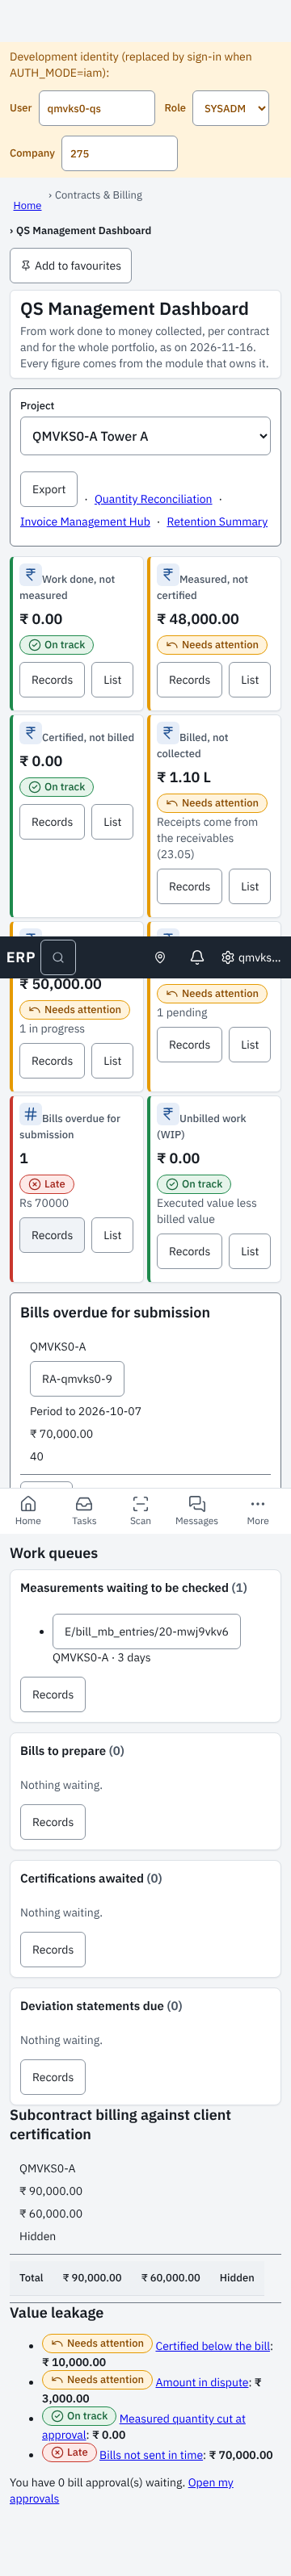 Development identity (replaced by sign-in when
AUTH_MODE=iam):
User qmvks0-qs Role SYSADM
Company 275
Home › Contracts & Billing
› QS Management Dashboard
Add to favourites
QS Management Dashboard
From work done to money collected, per contract
and for the whole portfolio, as on 2026-11-16.
Every figure comes from the module that owns it.
Project
QMVKS0-A Tower A
Export · Quantity Reconciliation ·
Invoice Management Hub · Retention Summary
Work done, not
measured
₹ 0.00
On track
Records List
Measured, not
certified
₹ 48,000.00
Needs attention
Records List
Certified, not billed
₹ 0.00
On track
Records List
Billed, not
collected
₹ 1.10 L
Needs attention
Receipts come from
the receivables
(23.05)
Records List
ERP qmvks...
₹ 50,000.00
Needs attention
1 in progress
Records List
Needs attention
1 pending
Records List
Bills overdue for
submission
1
Late
Rs 70000
Records List
Unbilled work
(WIP)
₹ 0.00
On track
Executed value less
billed value
Records List
Bills overdue for submission
QMVKS0-A
RA-qmvks0-9
Period to 2026-10-07
₹ 70,000.00
40
Home Tasks Scan Messages More
Work queues
Measurements waiting to be checked (1)
• E/bill_mb_entries/20-mwj9vkv6
QMVKS0-A · 3 days
Records
Bills to prepare (0)
Nothing waiting.
Records
Certifications awaited (0)
Nothing waiting.
Records
Deviation statements due (0)
Nothing waiting.
Records
Subcontract billing against client
certification
QMVKS0-A
₹ 90,000.00
₹ 60,000.00
Hidden
Total ₹ 90,000.00 ₹ 60,000.00 Hidden
Value leakage
• Needs attention Certified below the bill:
₹ 10,000.00
• Needs attention Amount in dispute: ₹
3,000.00
• On track Measured quantity cut at
approval: ₹ 0.00
• Late Bills not sent in time: ₹ 70,000.00
You have 0 bill approval(s) waiting. Open my
approvals